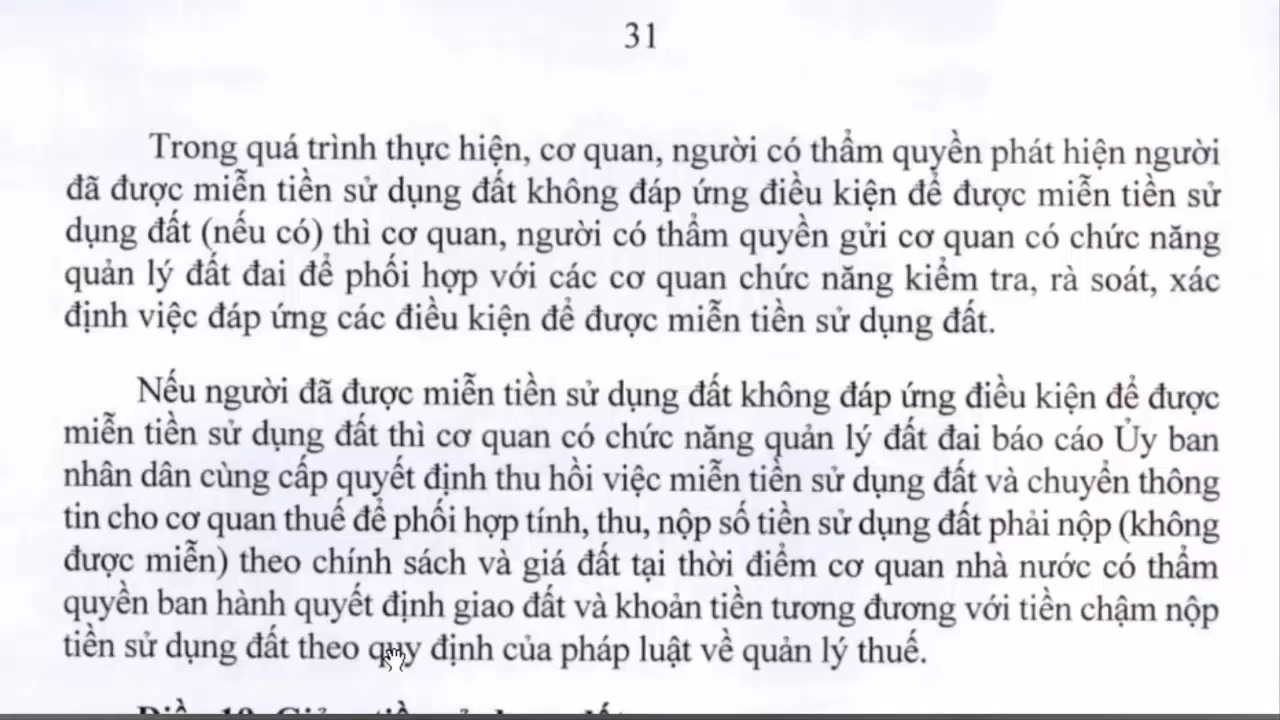 31
Trong quá trình thực hiện, cơ quan, người có thẩm quyền phát hiện người
đã được miễn tiền sử dụng đất không đáp ứng điều kiện để được miễn tiền sử
dụng đất (nếu có) thì cơ quan, người có thẩm quyền gửi cơ quan có chức năng
quản lý đất đai để phối hợp với các cơ quan chức năng kiểm tra, rà soát, xác
định việc đáp ứng các điều kiện để được miễn tiền sử dụng đất.
Nếu người đã được miễn tiền sử dụng đất không đáp ứng điều kiện để được
miễn tiền sử dụng đất thì cơ quan có chức năng quản lý đất đai báo cáo Ủy ban
nhân dân cùng cấp quyết định thu hồi việc miễn tiền sử dụng đất và chuyển thông
tin cho cơ quan thuế để phối hợp tính, thu, nộp số tiền sử dụng đất phải nộp (không
được miễn) theo chính sách và giá đất tại thời điểm cơ quan nhà nước có thẩm
quyền ban hành quyết định giao đất và khoản tiền tương đương với tiền chậm nộp
tiền sử dụng đất theo quy định của pháp luật về quản lý thuế.